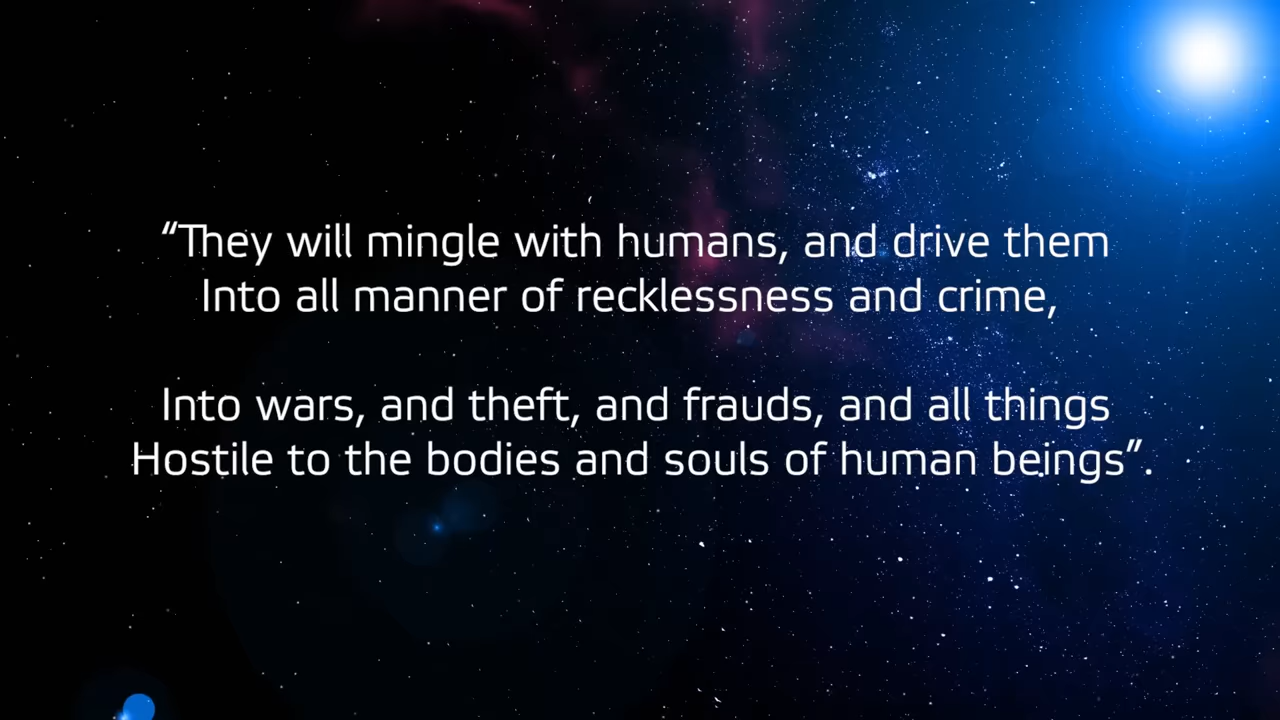 “They will mingle with humans, and drive them
Into all manner of recklessness and crime,
Into wars, and theft, and frauds, and all things
Hostile to the bodies and souls of human beings”.